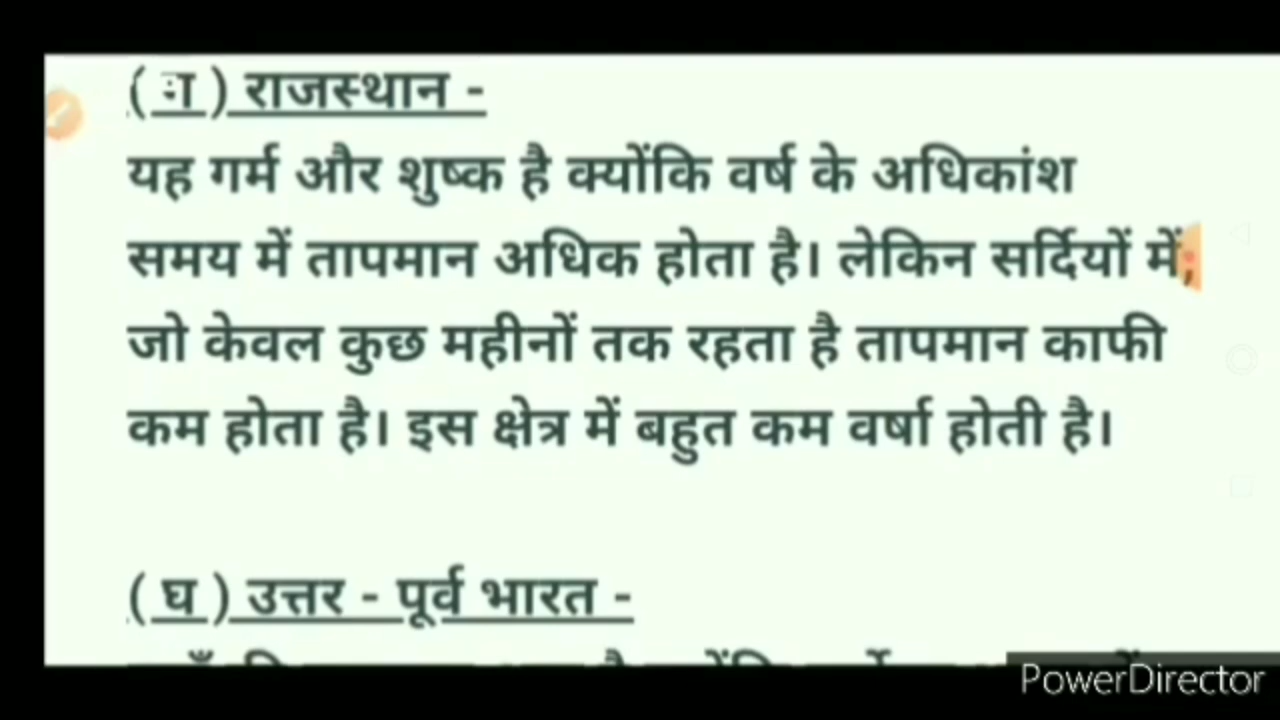 (ग) राजस्थान -
यह गर्म और शुष्क है क्योंकि वर्ष के अधिकांश
समय में तापमान अधिक होता है। लेकिन सर्दियों में,
जो केवल कुछ महीनों तक रहता है तापमान काफी
कम होता है। इस क्षेत्र में बहुत कम वर्षा होती है।
(घ) उत्तर - पूर्व भारत -
PowerDirector